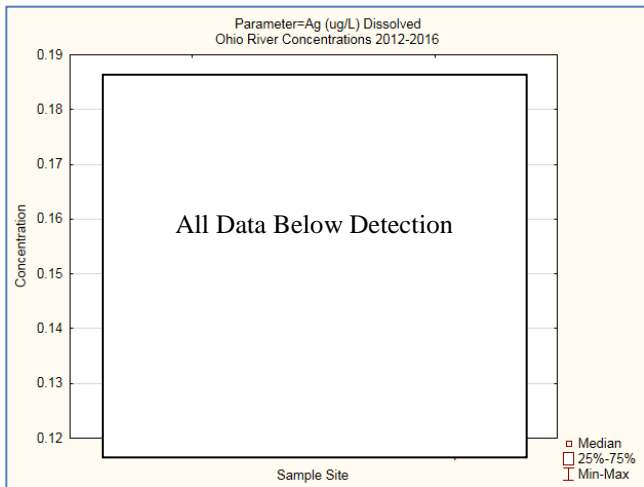 Parameter=Ag (ug/L) Dissolved
Ohio River Concentrations 2012-2016
0.19
0.18
0.17
0.16
0.15
0.14
0.13
0.12
Concentration
All Data Below Detection
Sample Site
Median
25%-75%
Min-Max